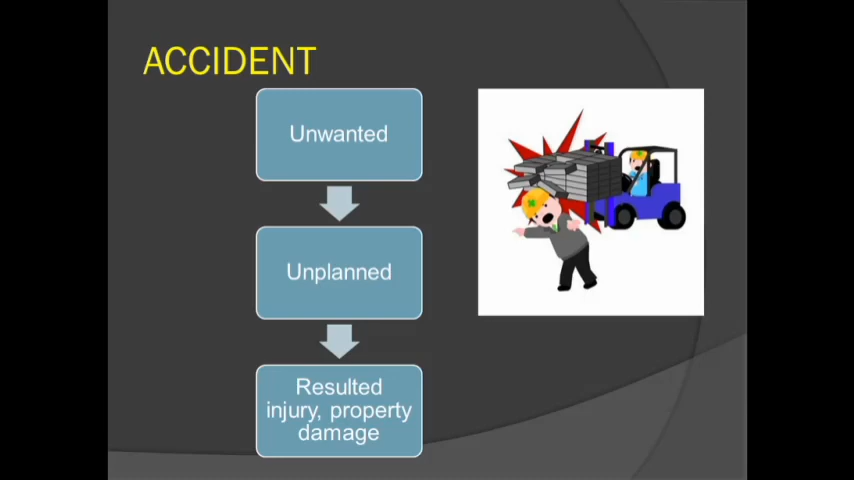 ACCIDENT
Unwanted
Unplanned
Resulted
injury, property
damage